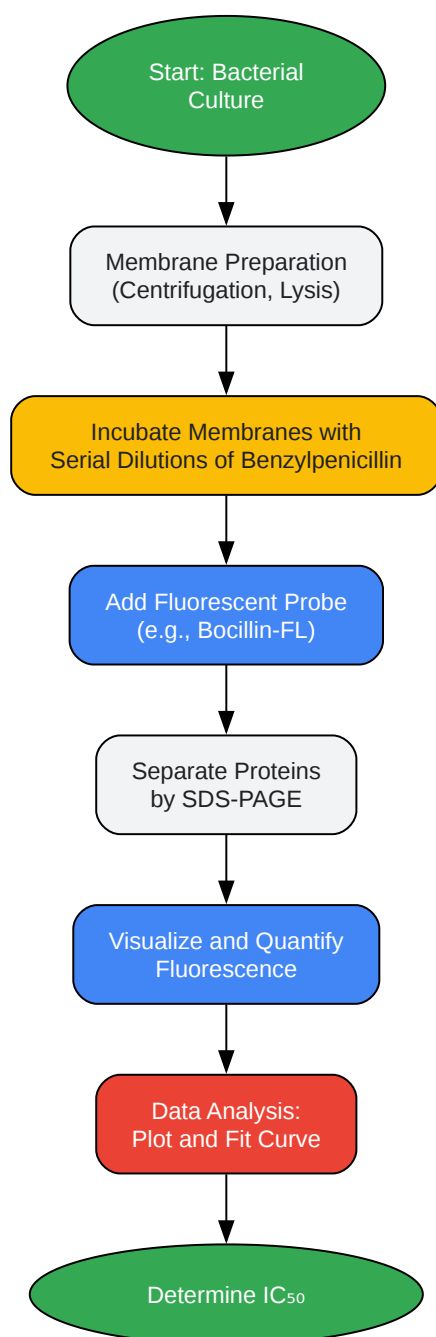 Start: Bacterial
Culture
Membrane Preparation
(Centrifugation, Lysis)
Incubate Membranes with
Serial Dilutions of Benzylpenicillin
Add Fluorescent Probe
(e.g., Bocillin-FL)
Separate Proteins
by SDS-PAGE
Visualize and Quantify
Fluorescence
Data Analysis:
Plot and Fit Curve
Determine IC₅₀